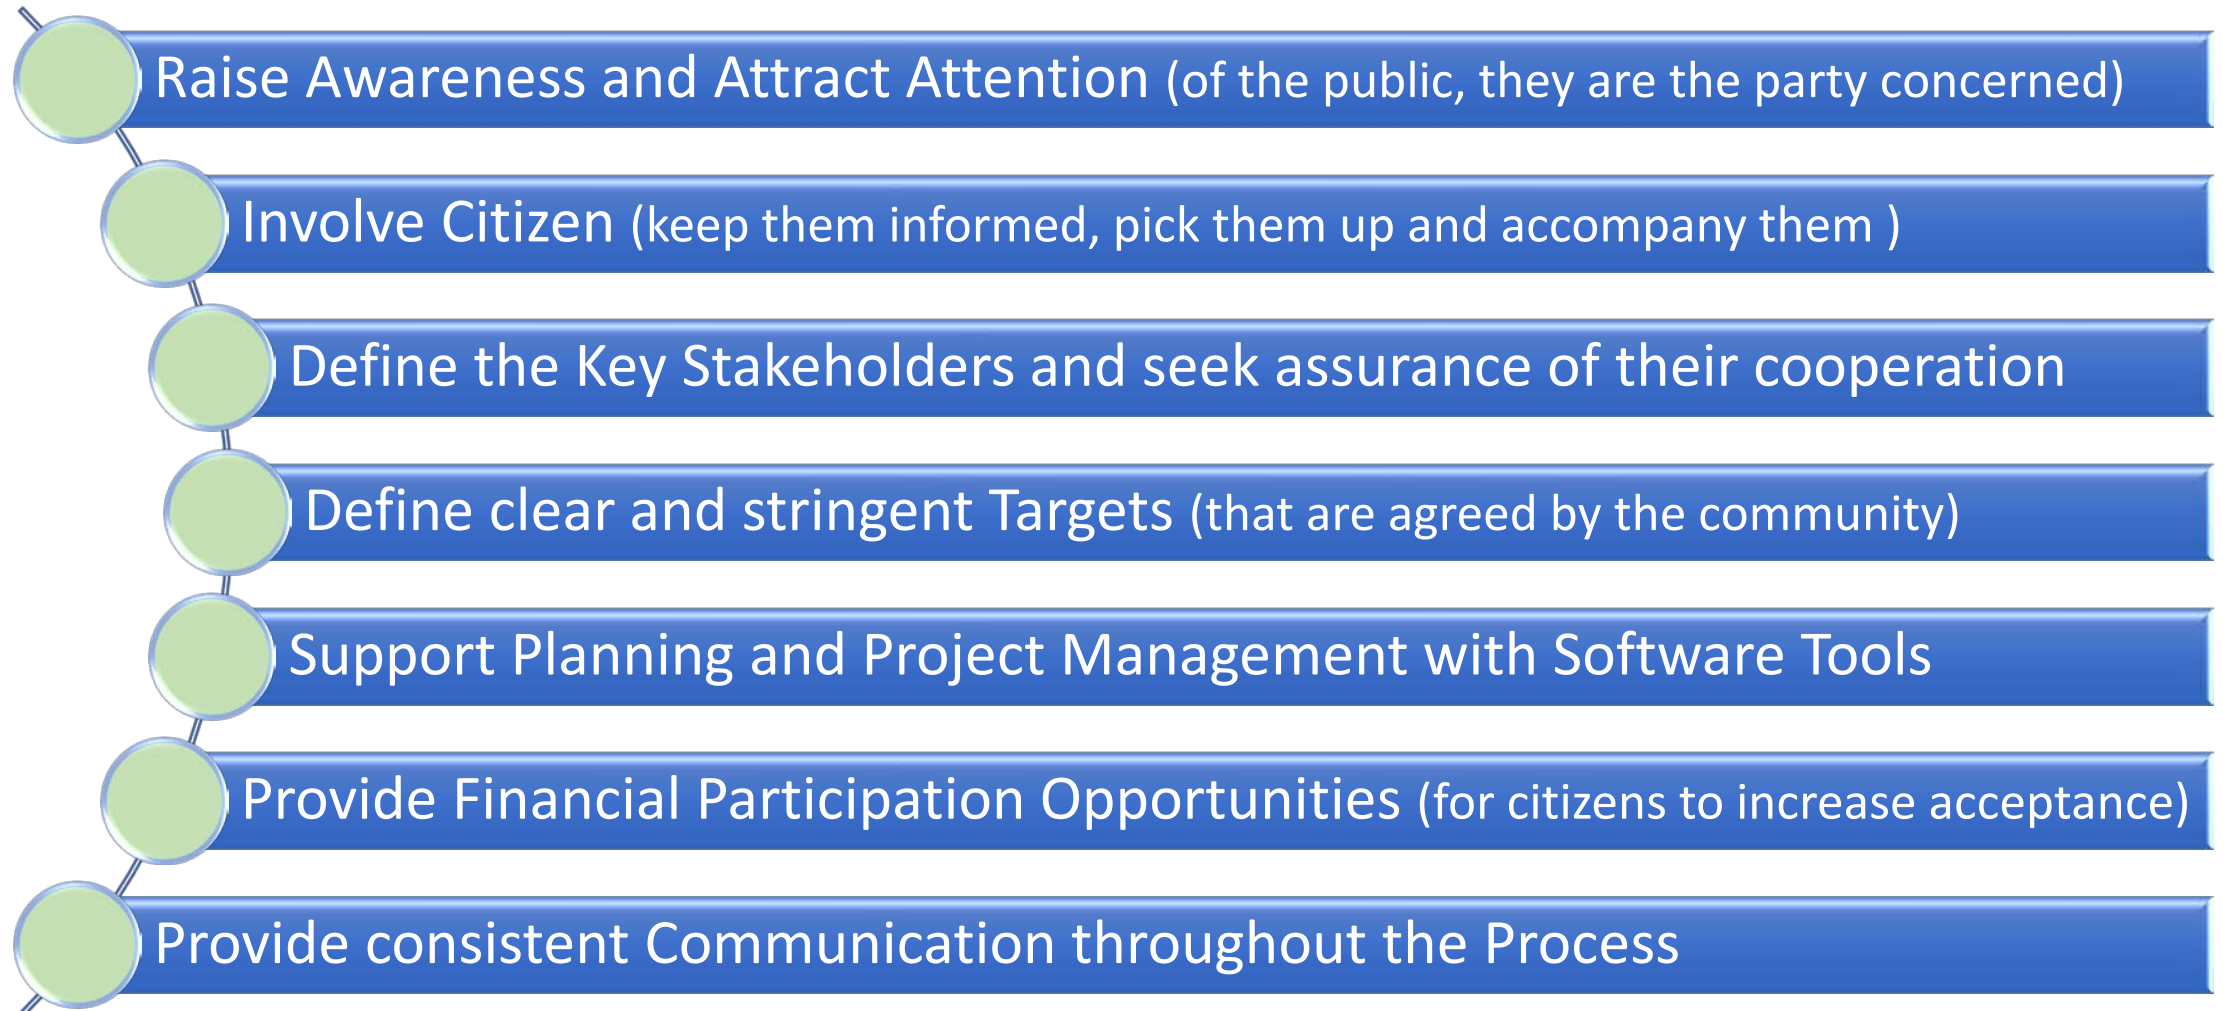 Raise Awareness and Attract Attention (of the public, they are the party concerned)
Involve Citizen (keep them informed, pick them up and accompany them )
Define the Key Stakeholders and seek assurance of their cooperation
Define clear and stringent Targets (that are agreed by the community)
Support Planning and Project Management with Software Tools
Provide Financial Participation Opportunities (for citizens to increase acceptance)
Provide consistent Communication throughout the Process